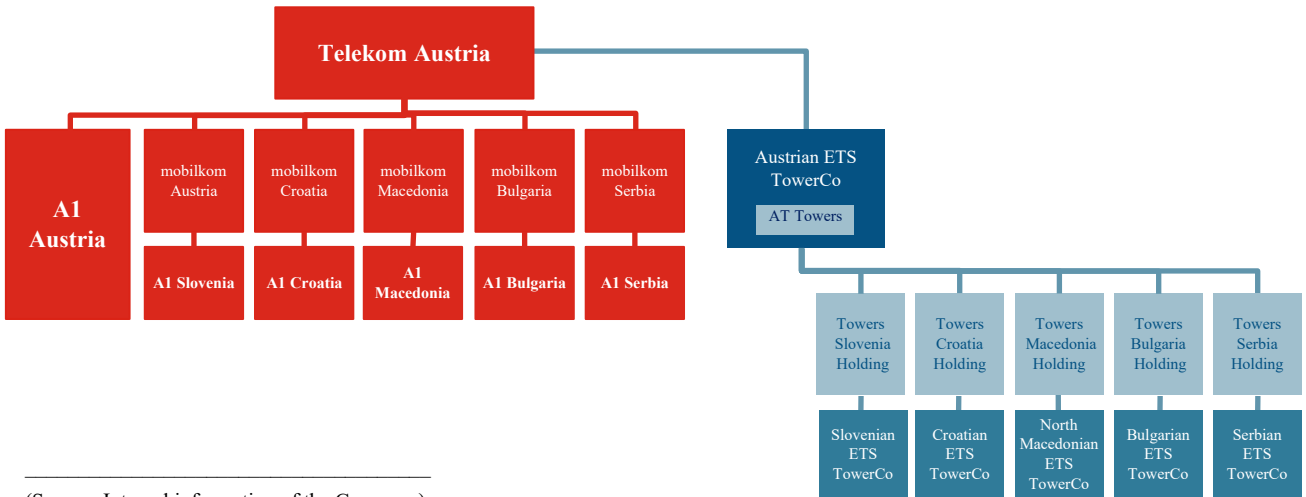 Telekom Austria
A1
Austria
mobilkom
Austria
mobilkom
Croatia
mobilkom
Macedonia
mobilkom
Bulgaria
mobilkom
Serbia
A1 Slovenia
A1 Croatia
A1
Macedonia
A1 Bulgaria
A1 Serbia
Austrian ETS
TowerCo
AT Towers
Towers
Slovenia
Holding
Towers
Croatia
Holding
Towers
Macedonia
Holding
Towers
Bulgaria
Holding
Towers
Serbia
Holding
Slovenian
ETS
TowerCo
Croatian
ETS
TowerCo
North
Macedonian
ETS
TowerCo
Bulgarian
ETS
TowerCo
Serbian
ETS
TowerCo